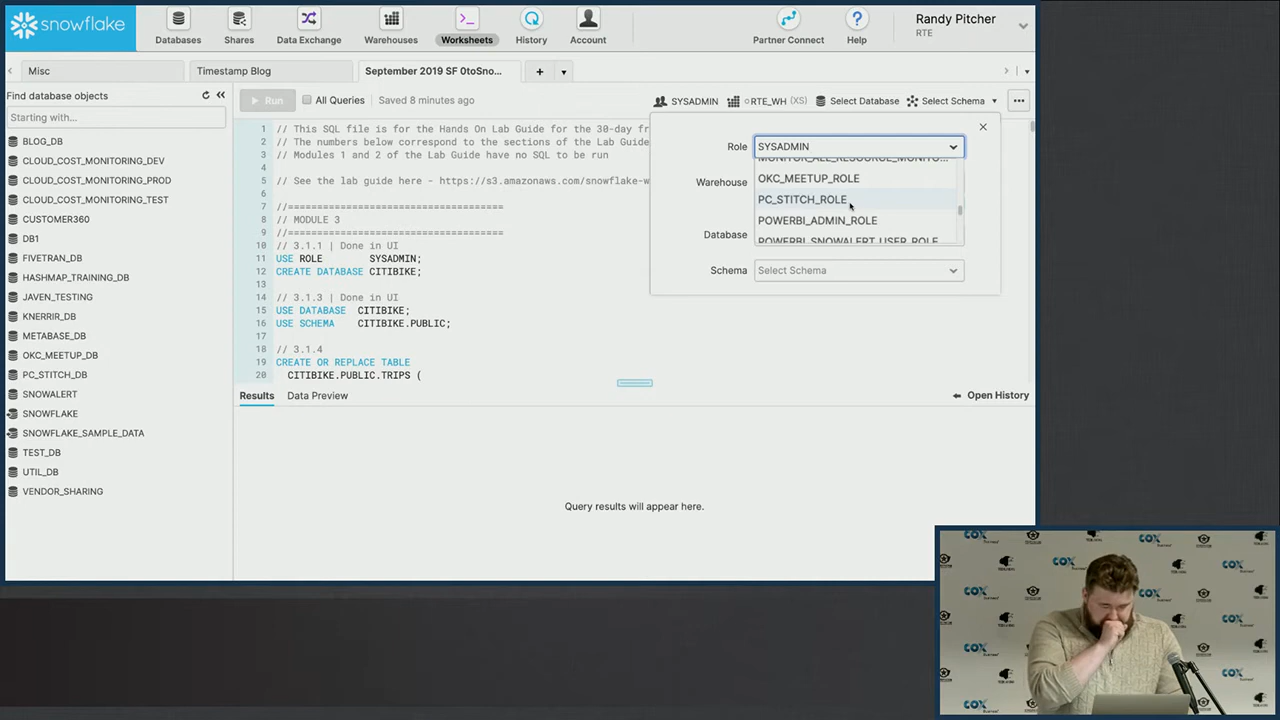 snowflake
Databases
Shares
Data Exchange
Warehouses
Worksheets
History
Account
Partner Connect
Help
Randy Pitcher
RTE
Misc
Timestamp Blog
September 2019 SF 0toSno...
Find database objects
Starting with...
BLOG_DB
CLOUD_COST_MONITORING_DEV
CLOUD_COST_MONITORING_PROD
CLOUD_COST_MONITORING_TEST
CUSTOMER360
DB1
FIVETRAN_DB
HASHMAP_TRAINING_DB
JAVEN_TESTING
KNERRIR_DB
METABASE_DB
OKC_MEETUP_DB
PC_STITCH_DB
SNOWALERT
SNOWFLAKE
SNOWFLAKE_SAMPLE_DATA
TEST_DB
UTIL_DB
VENDOR_SHARING
Run
All Queries
Saved 8 minutes ago
SYSADMIN
RTE_WH (XS)
Select Database
Select Schema
1 // This SQL file is for the Hands On Lab Guide for the 30-day fr
2 // The numbers below correspond to the sections of the Lab Guide
3 // Modules 1 and 2 of the Lab Guide have no SQL to be run
4
5 // See the lab guide here - https://s3.amazonaws.com/snowflake-w
6
7 //===================================
8 // MODULE 3
9 //===================================
10 // 3.1.1 | Done in UI
11 USE ROLE SYSADMIN;
12 CREATE DATABASE CITIBIKE;
13
14 // 3.1.3 | Done in UI
15 USE DATABASE CITIBIKE;
16 USE SCHEMA CITIBIKE.PUBLIC;
17
18 // 3.1.4
19 CREATE OR REPLACE TABLE
20 CITIBIKE.PUBLIC.TRIPS (
Role
SYSADMIN
MONITOR_ALL_RESOURCE_MONITO...
OKC_MEETUP_ROLE
Warehouse
PC_STITCH_ROLE
POWERBI_ADMIN_ROLE
Database
POWERBI_SNOWALERT_USER_ROLE
Schema
Select Schema
Results
Data Preview
Open History
Query results will appear here.
COX
COX
COX
COX